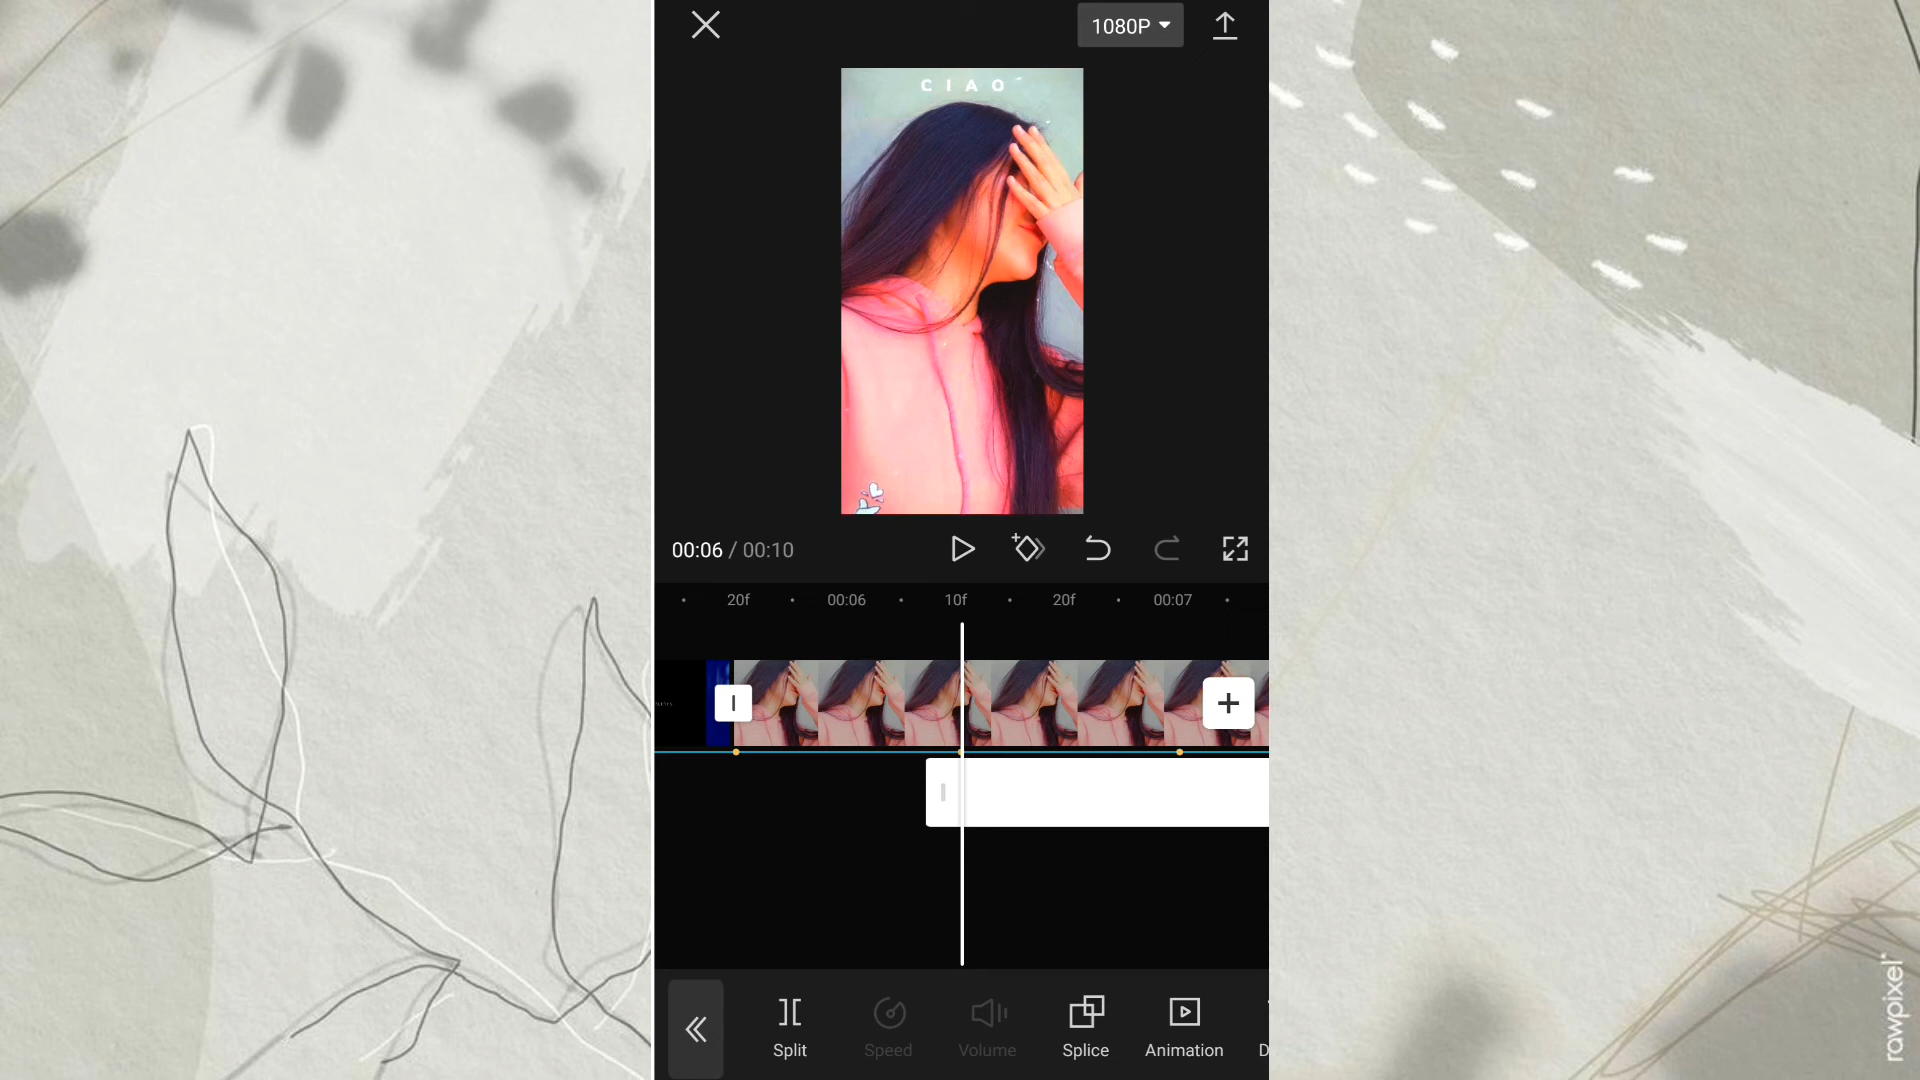 1080P
CIAO
00:06 / 00:10
20f 00:06 10f 20f 00:07
Split Speed Volume Splice Animation D
rawpixel